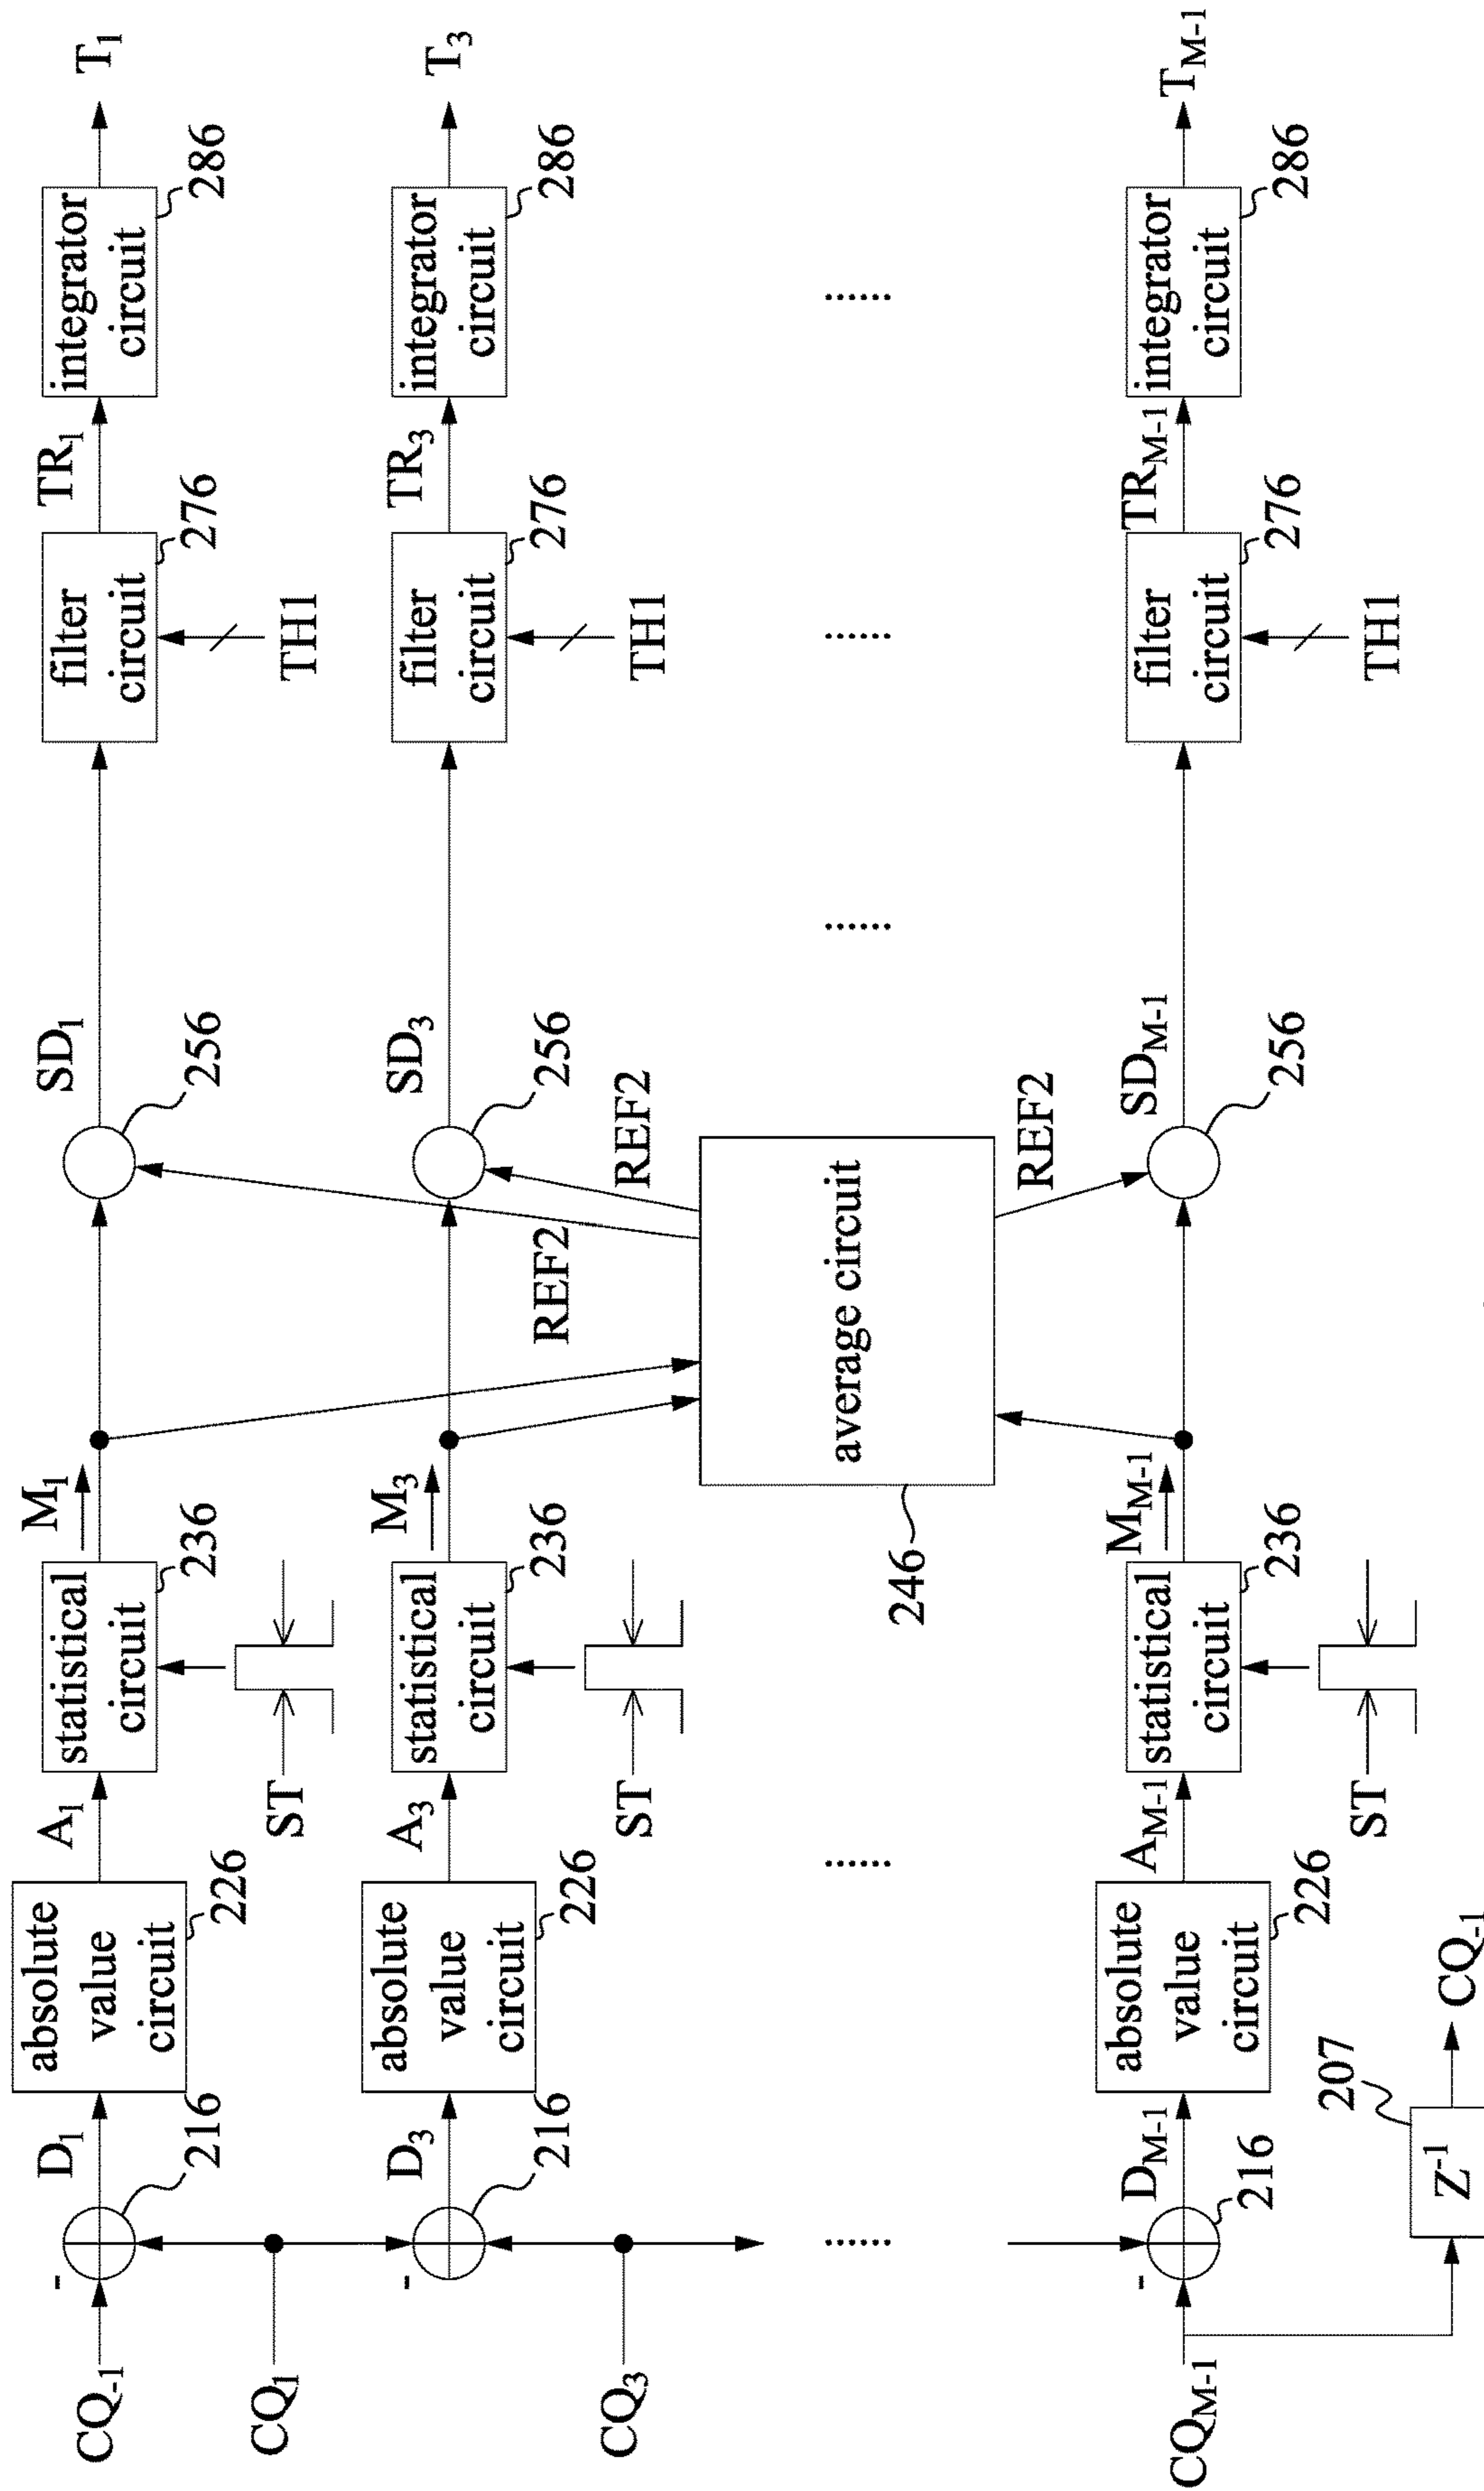 CQ-1
-
D1
216
absolute
value
circuit
226
A1
statistical
circuit
236
ST
M1
SD1
256
filter
circuit
276
TH1
TR1
integrator
circuit
286
T1
CQ1
-
D3
216
absolute
value
circuit
226
A3
statistical
circuit
236
ST
M3
REF2
SD3
256
REF2
filter
circuit
276
TH1
TR3
integrator
circuit
286
T3
CQ3
......
......
246
average circuit
REF2
......
......
......
CQM-1
-
DM-1
216
absolute
value
circuit
226
AM-1
statistical
circuit
236
ST
MM-1
SDM-1
256
filter
circuit
276
TH1
TRM-1
integrator
circuit
286
TM-1
Z-1
207
CQ-1